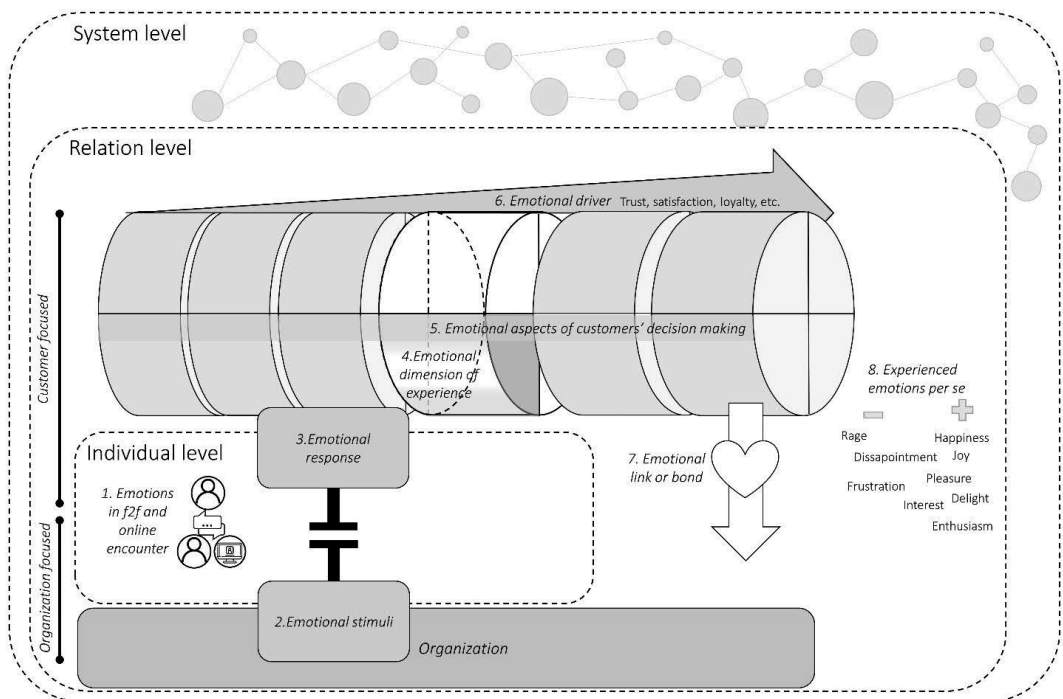 System level
Relation level
6. Emotional driver Trust, satisfaction, loyalty, etc.
Customer focused
5. Emotional aspects of customers' decision making
4.Emotional
dimension of
experience
8. Experienced
emotions per se
Rage
Dissapointment
Frustration
Happiness
Joy
Pleasure
Interest
Delight
Enthusiasm
3.Emotional
response
7. Emotional
link or bond
Individual level
1. Emotions
in f2f and
online
encounter
Organization focused
2.Emotional stimuli
Organization